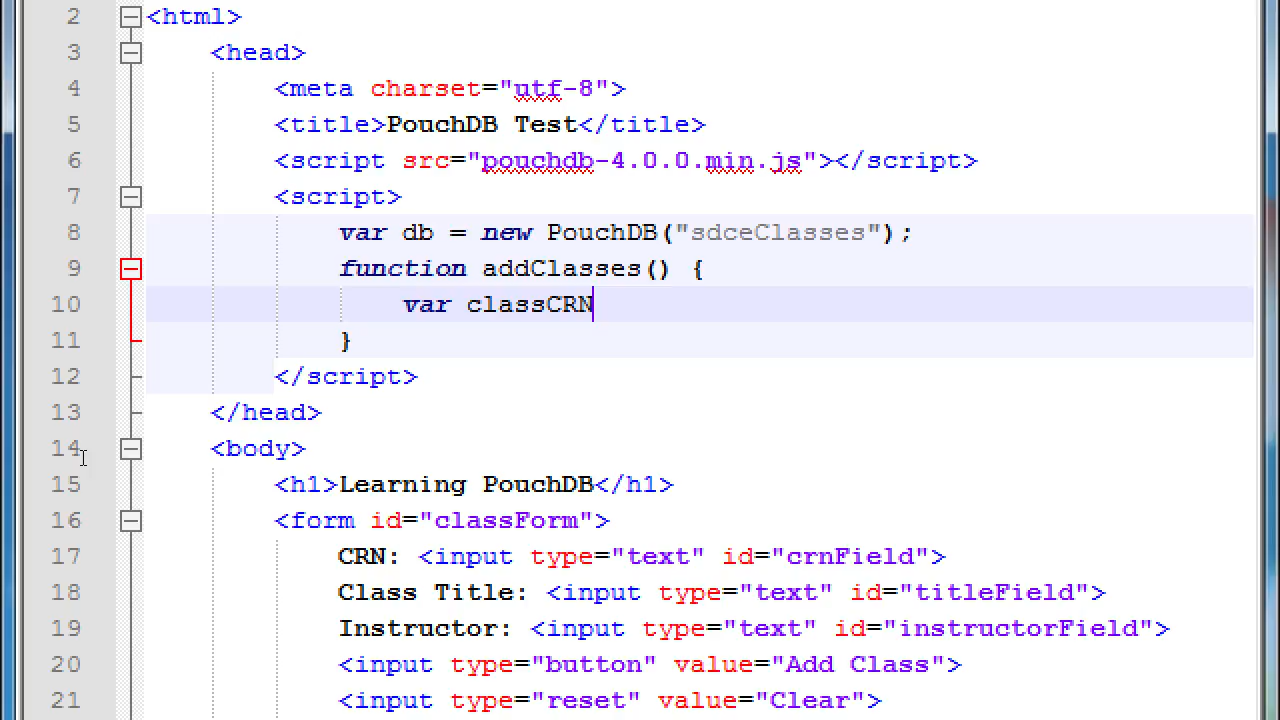 2 <html>
3 <head>
4 <meta charset="utf-8">
5 <title>PouchDB Test</title>
6 <script src="pouchdb-4.0.0.min.js"></script>
7 <script>
8 var db = new PouchDB("sdceClasses");
9 function addClasses() {
10 var classCRN
11 }
12 </script>
13 </head>
14 <body>
15 <h1>Learning PouchDB</h1>
16 <form id="classForm">
17 CRN: <input type="text" id="crnField">
18 Class Title: <input type="text" id="titleField">
19 Instructor: <input type="text" id="instructorField">
20 <input type="button" value="Add Class">
21 <input type="reset" value="Clear">